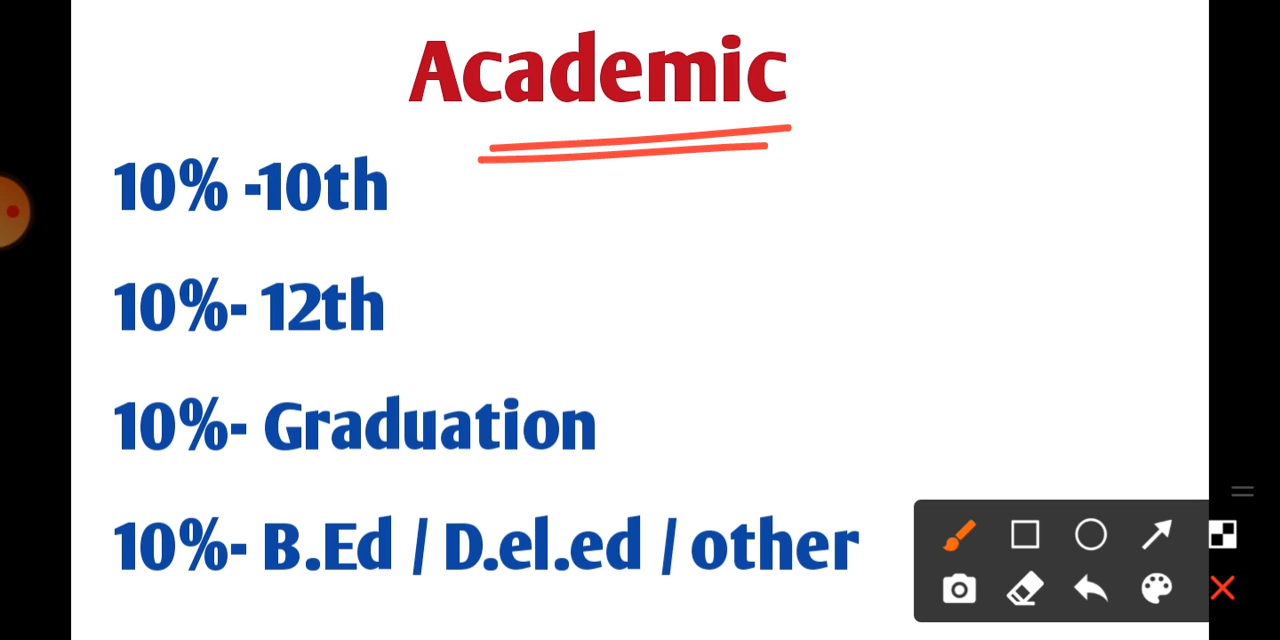 Academic
10% -10th
10%- 12th
10%- Graduation
10%- B.Ed / D.el.ed / other